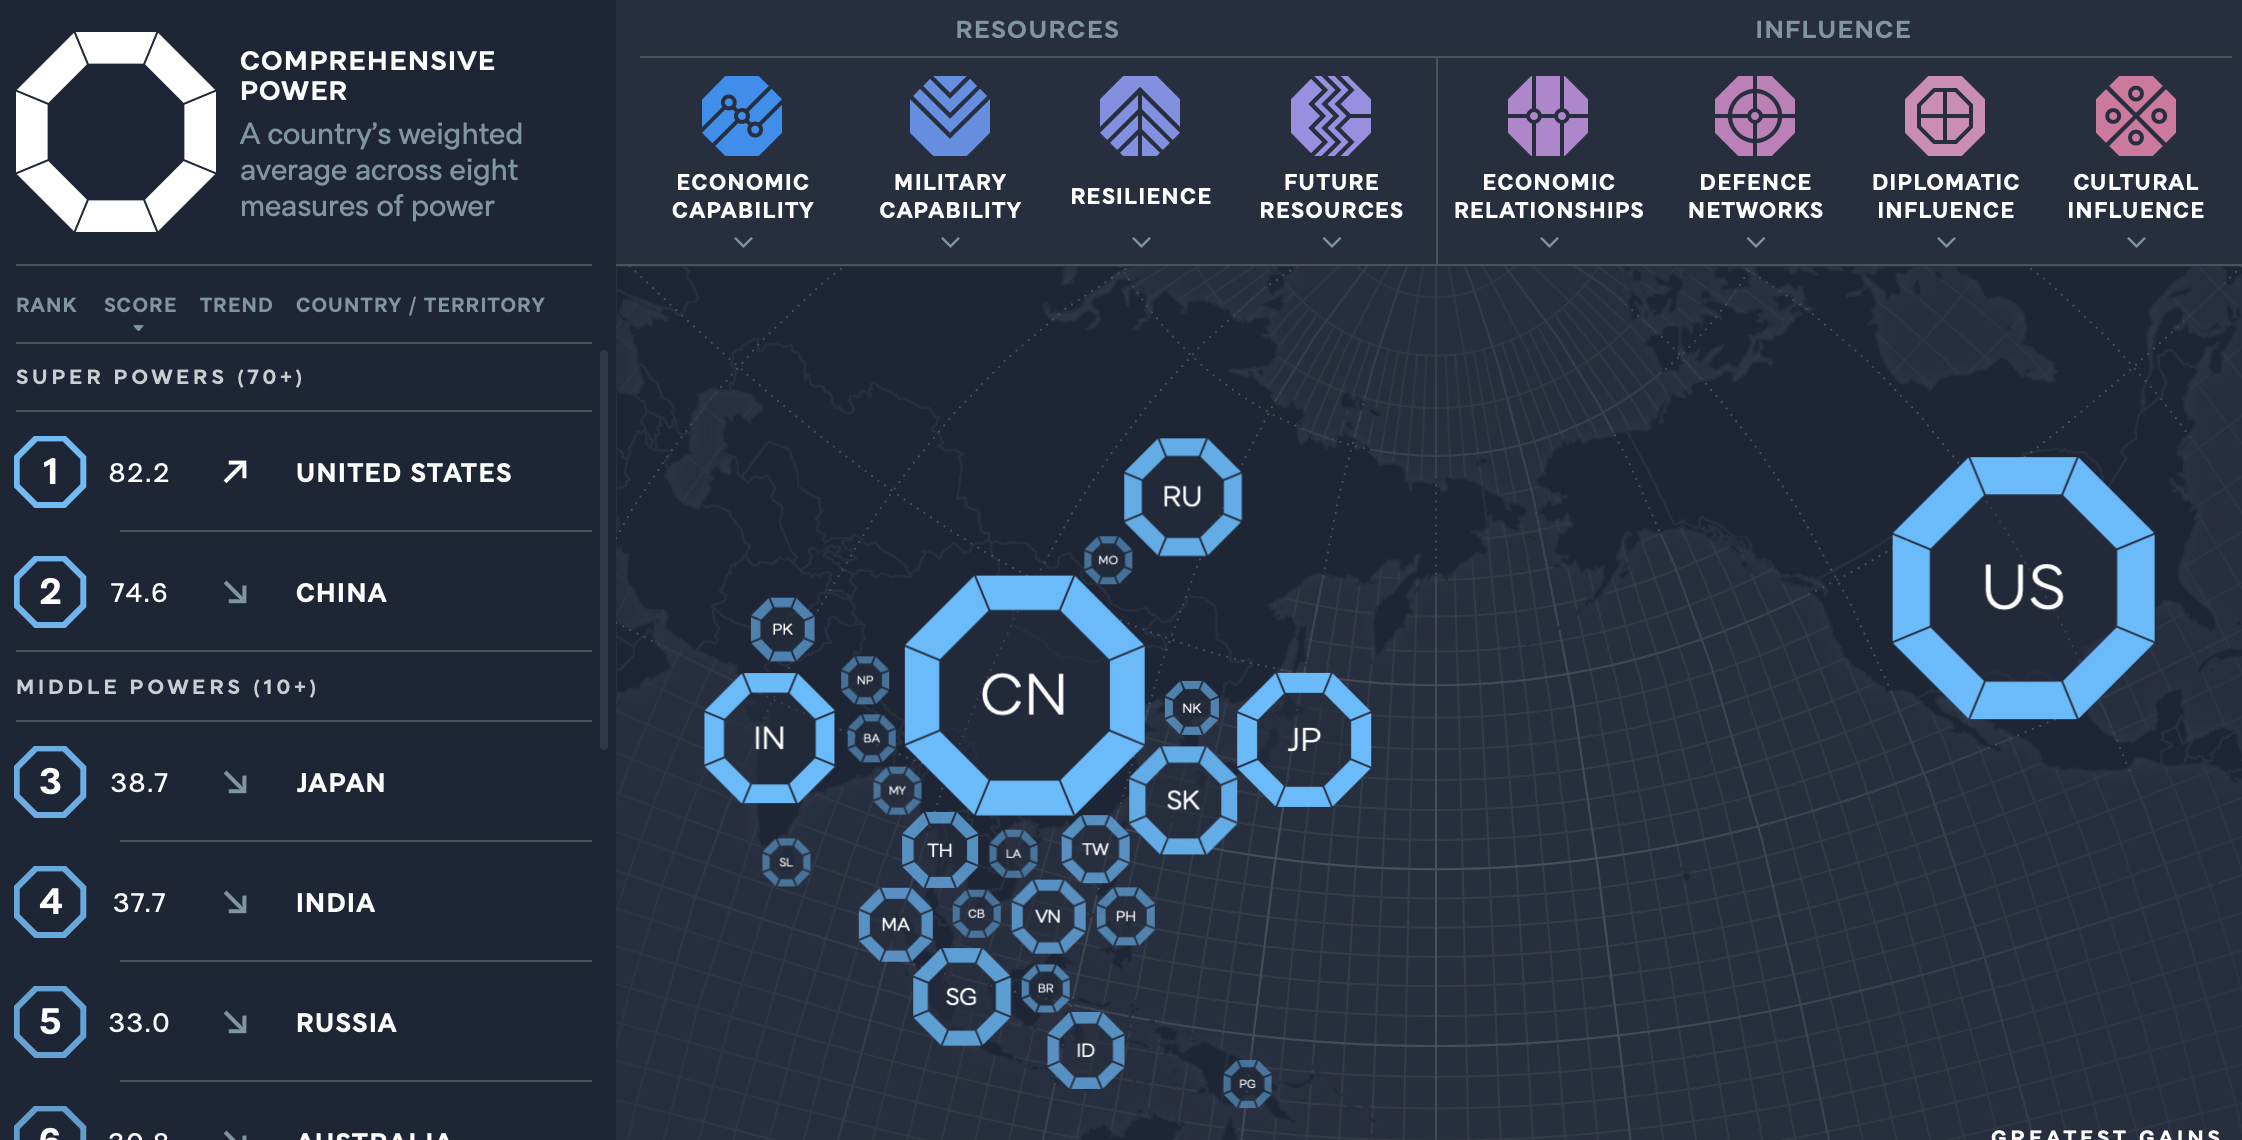 COMPREHENSIVE
POWER
A country’s weighted
average across eight
measures of power
RESOURCES
INFLUENCE
ECONOMIC
CAPABILITY
MILITARY
CAPABILITY
RESILIENCE
FUTURE
RESOURCES
ECONOMIC
RELATIONSHIPS
DEFENCE
NETWORKS
DIPLOMATIC
INFLUENCE
CULTURAL
INFLUENCE
RANK SCORE TREND COUNTRY / TERRITORY
SUPER POWERS (70+)
1 82.2 UNITED STATES
2 74.6 CHINA
MIDDLE POWERS (10+)
3 38.7 JAPAN
4 37.7 INDIA
5 33.0 RUSSIA
6 30.8 AUSTRALIA
RU
MO
US
PK
NP
CN
NK
IN
BA
JP
MY
SK
TH
LA
TW
SL
MA
CB
VN
PH
SG
BR
ID
PG
GREATEST GAINS